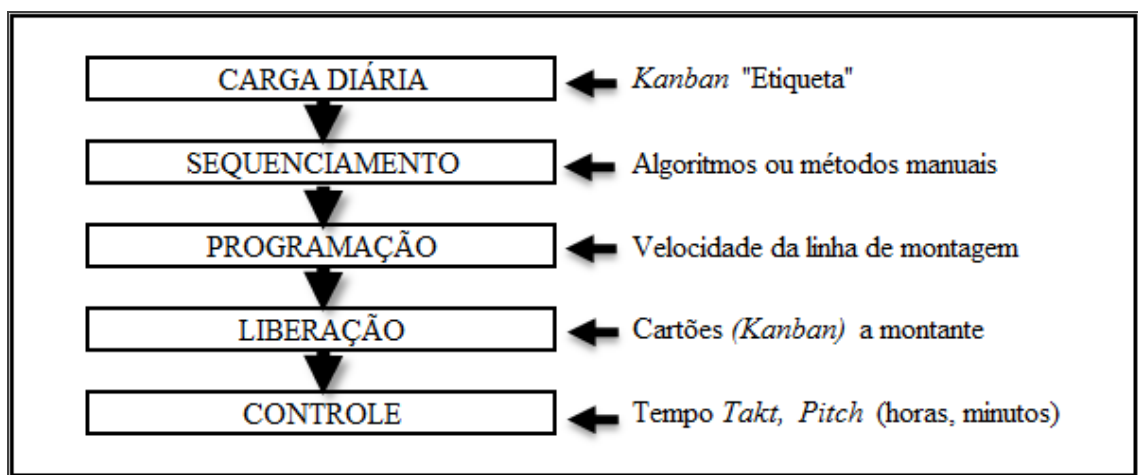 CARGA DIÁRIA
Kanban "Etiqueta"
SEQUENCIAMENTO
Algoritmos ou métodos manuais
PROGRAMAÇÃO
Velocidade da linha de montagem
LIBERAÇÃO
Cartões (Kanban) a montante
CONTROLE
Tempo Takt, Pitch (horas, minutos)